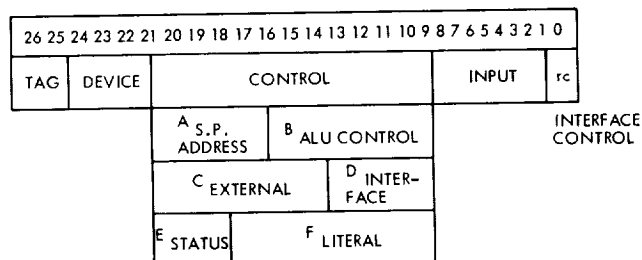 26 25 24 23 22 21 20 19 18 17 16 15 14 13 12 11 10 9 8 7 6 5 4 3 2 1 0
TAG DEVICE CONTROL INPUT rc
A S.P. ADDRESS
B ALU CONTROL
INTERFACE
CONTROL
C EXTERNAL
D INTER-
FACE
E STATUS
F LITERAL